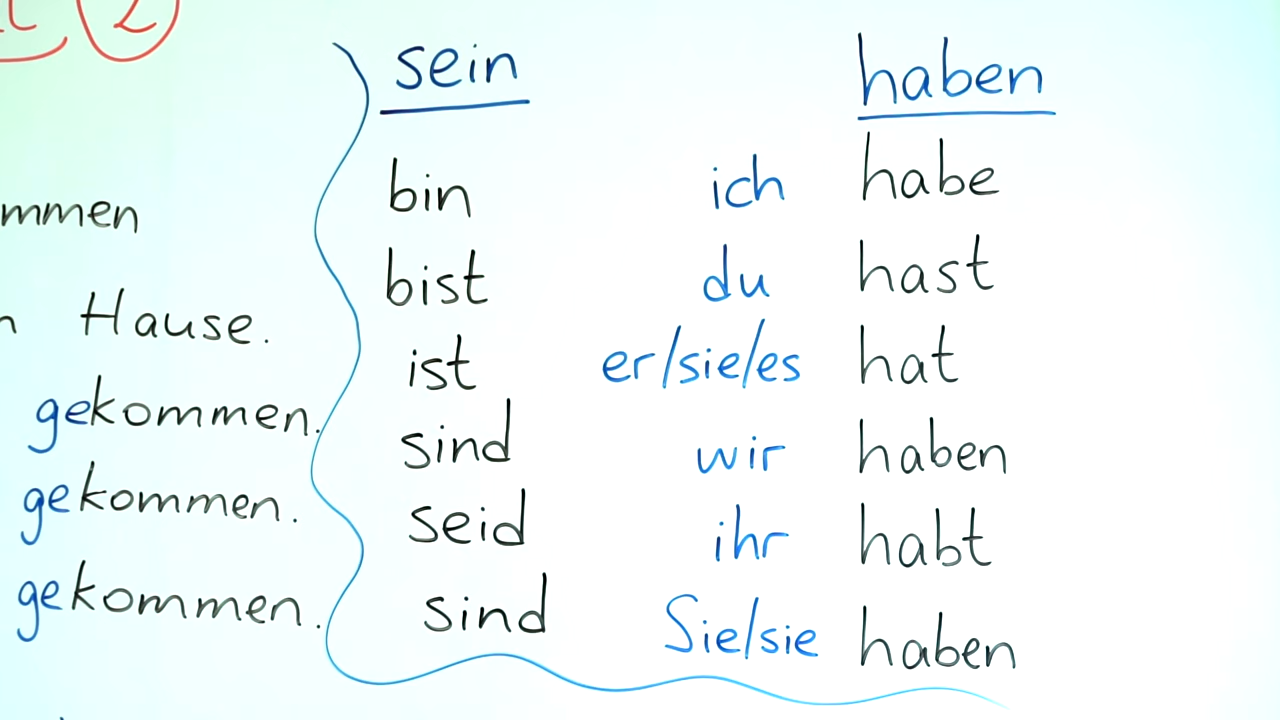 2
sein haben
bin ich habe
mmen
bist du hast
Hause.
ist er/sie/es hat
gekommen.
sind wir haben
gekommen.
seid ihr habt
gekommen.
sind Sie/sie haben